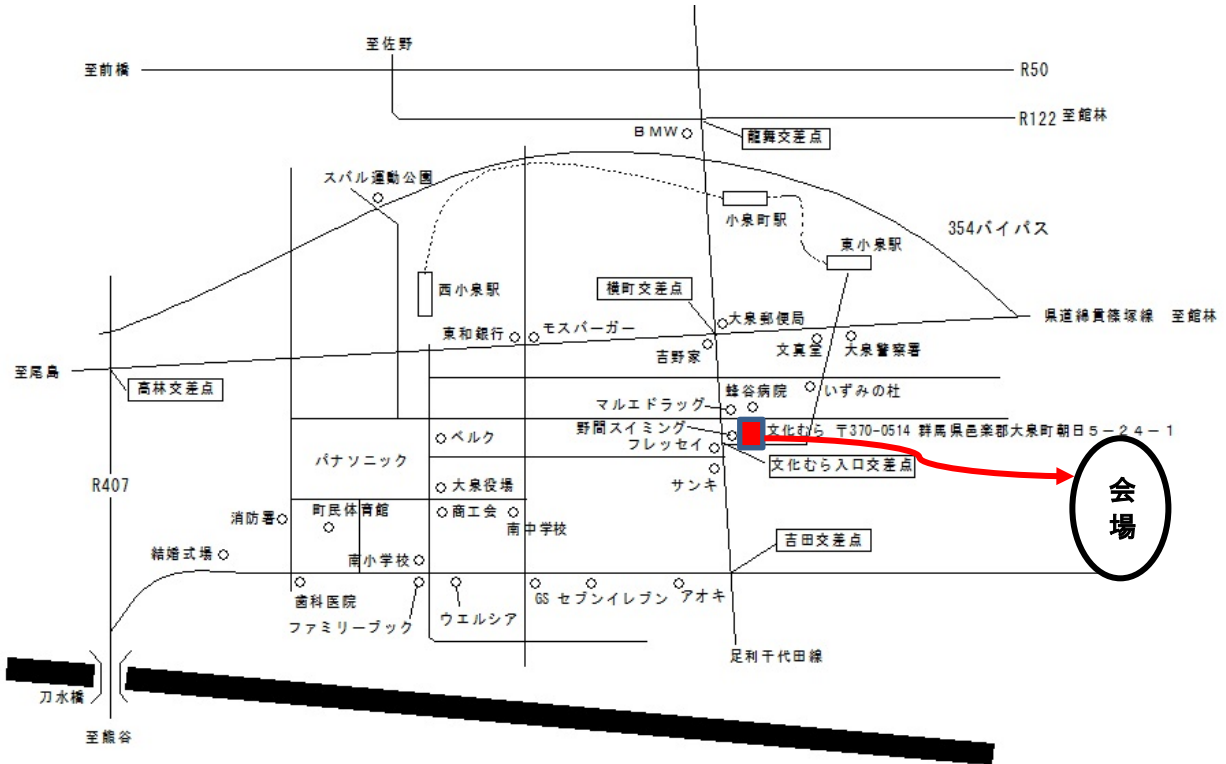 至佐野
至前橋
R50
R122 至館林
BMW
龍舞交差点
スバル運動公園
小泉町駅
354バイパス
東小泉駅
西小泉駅
横町交差点
大泉郵便局
県道綿貫篠塚線 至館林
東和銀行
モスバーガー
吉野家
文真堂
大泉警察署
至尾島
高林交差点
蜂谷病院
いずみの杜
マルエドラッグ
野間スイミング
文化むら 〒370-0514 群馬県邑楽郡大泉町朝日5-24-1
ベルク
フレッセイ
パナソニック
文化むら入口交差点
R407
大泉役場
サンキ
会場
消防署
町民体育館
商工会
南中学校
吉田交差点
結婚式場
南小学校
歯科医院
GS
セブンイレブン
アオキ
ファミリーブック
ウエルシア
足利千代田線
刀水橋
至熊谷